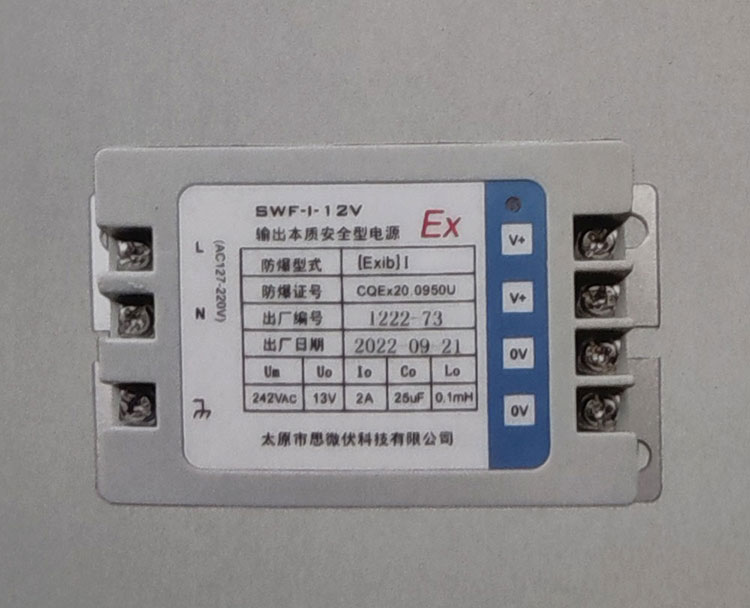 SWF-I-12V
输出本质安全型电源 Ex
防爆型式 [Exib] I
防爆证号 CQEx20.0950U
出厂编号 1222-73
出厂日期 2022-09-21
Um Uo Io Co Lo
242VAC 13V 2A 25uF 0.1mH
太原市思微伏科技有限公司
L
N
(AC127-220V)
V+
V+
0V
0V